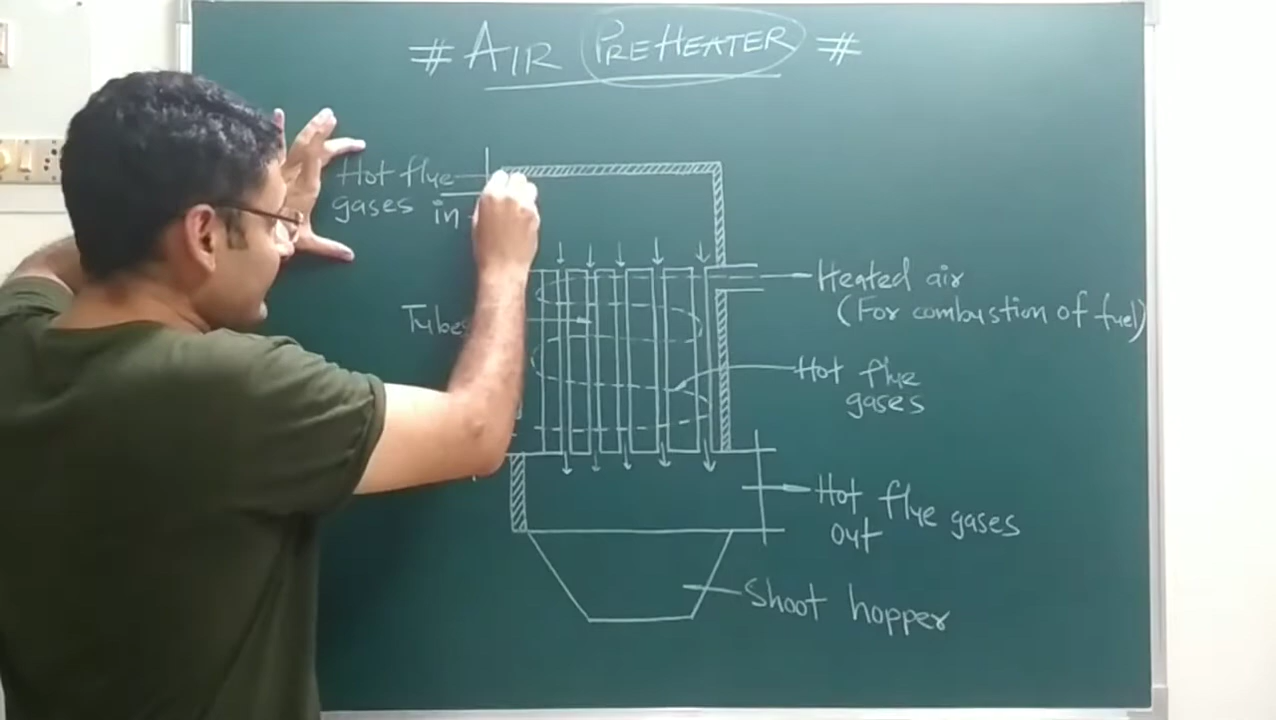 # AIR PREHEATER #
Hot flue
gases in
Heated air
(For combustion of fuel)
Tubes
Hot flue
gases
Hot flue gases
out
Shoot hopper